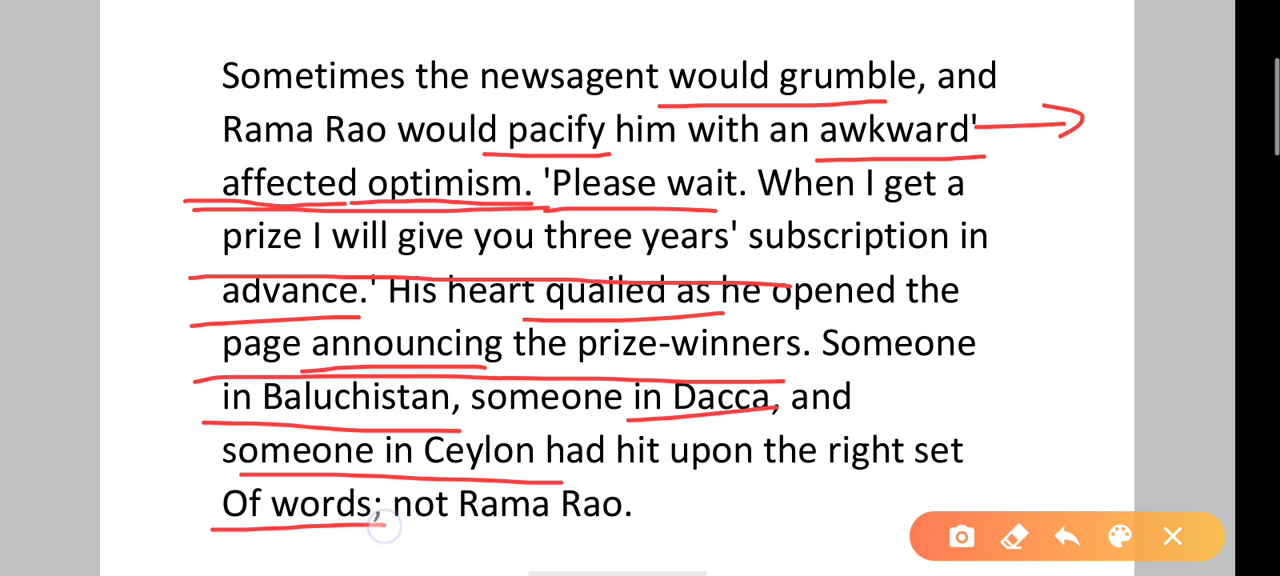 Sometimes the newsagent would grumble, and
Rama Rao would pacify him with an awkward'
affected optimism. 'Please wait. When I get a
prize I will give you three years' subscription in
advance.' His heart quailed as he opened the
page announcing the prize-winners. Someone
in Baluchistan, someone in Dacca, and
someone in Ceylon had hit upon the right set
Of words; not Rama Rao.